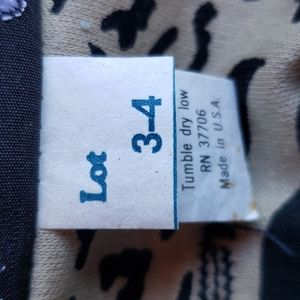 Lot
3-4
Tumble dry low
RN 37706
Made in U.S.A.